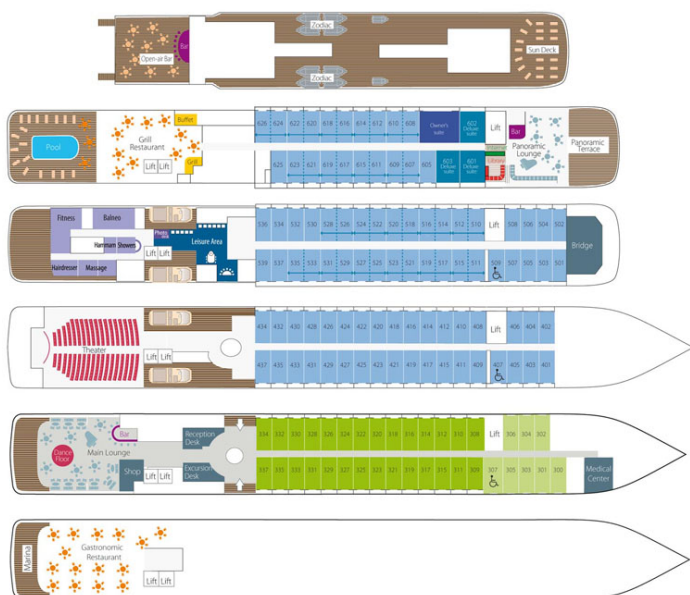 Open-air Bar
Bar
Zodiac
Zodiac
Sun Deck
Pool
Grill
Restaurant
Buffet
Grill
Lift Lift
626 624 622 620 618 616 614 612 610 608
Owner's
suite
602
Deluxe
suite
Lift
Bar
625 623 621 619 617 615 611 609 607 605
603
Deluxe
suite
601
Deluxe
suite
Library
Panoramic
Lounge
Panoramic
Terrace
Fitness
Balneo
Hammam
Showers
Hairdresser
Massage
Photo
Lift Lift
Leisure Area
536 534 532 530 528 526 524 522 520 518 516 514 512 510
Lift
508 506 504 502
539 537 535 533 531 529 527 525 523 521 519 517 515 511
509
507 505 503 501
Bridge
Theater
Lift Lift
434 432 430 428 426 424 422 420 418 416 414 412 410 408
Lift
406 404 402
437 435 433 431 429 427 425 423 421 419 417 415 411 409
407
405 403 401
Dance
Floor
Main Lounge
Bar
Shop
Lift Lift
Reception
Desk
Excursion
Desk
334 332 330 328 326 324 322 320 318 316 314 312 310 308
Lift
306 304 302
337 335 333 331 329 327 325 323 321 319 317 315 311 309
307
305 303 301 300
Medical
Center
Marina
Gastronomic
Restaurant
Lift Lift